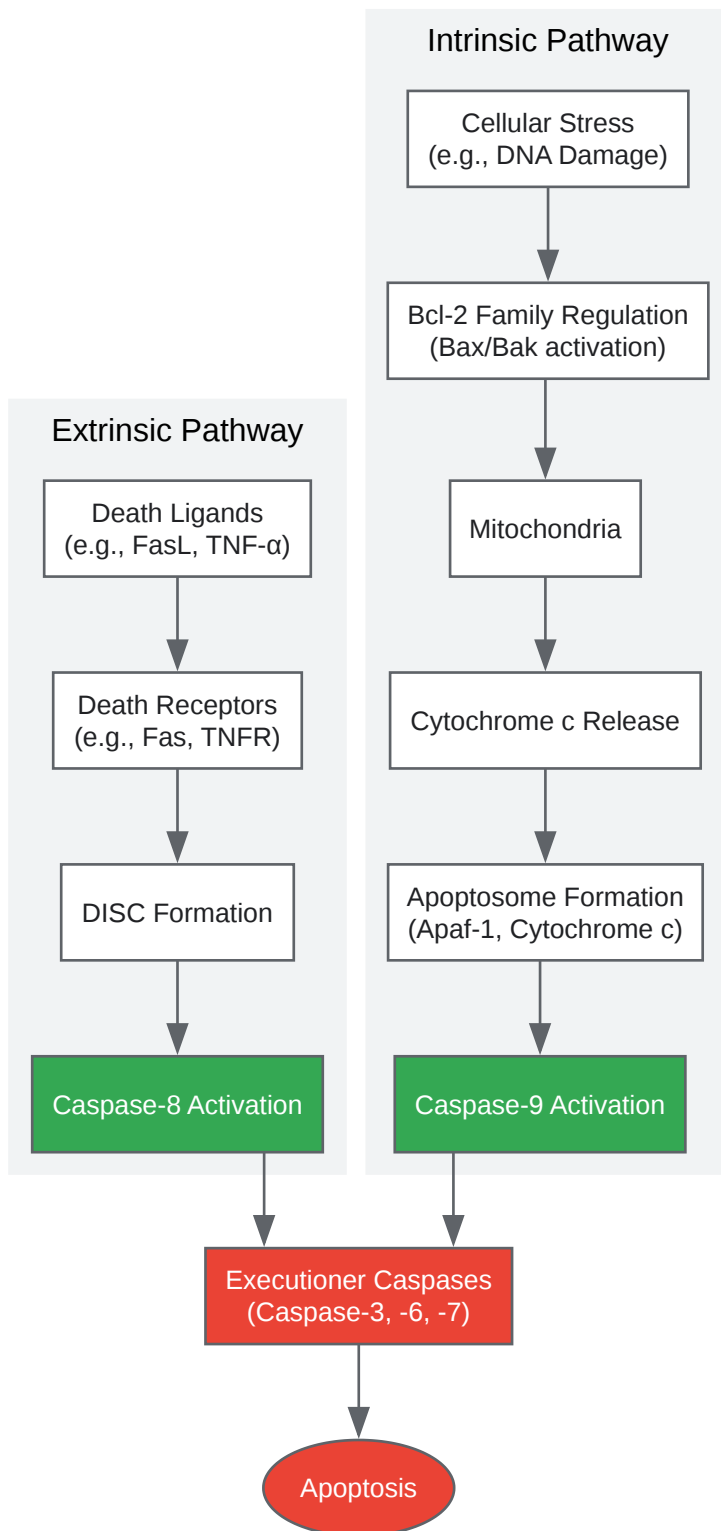 Intrinsic Pathway
Cellular Stress
(e.g., DNA Damage)
Bcl-2 Family Regulation
(Bax/Bak activation)
Mitochondria
Cytochrome c Release
Apoptosome Formation
(Apaf-1, Cytochrome c)
Caspase-9 Activation
Extrinsic Pathway
Death Ligands
(e.g., FasL, TNF-α)
Death Receptors
(e.g., Fas, TNFR)
DISC Formation
Caspase-8 Activation
Executioner Caspases
(Caspase-3, -6, -7)
Apoptosis